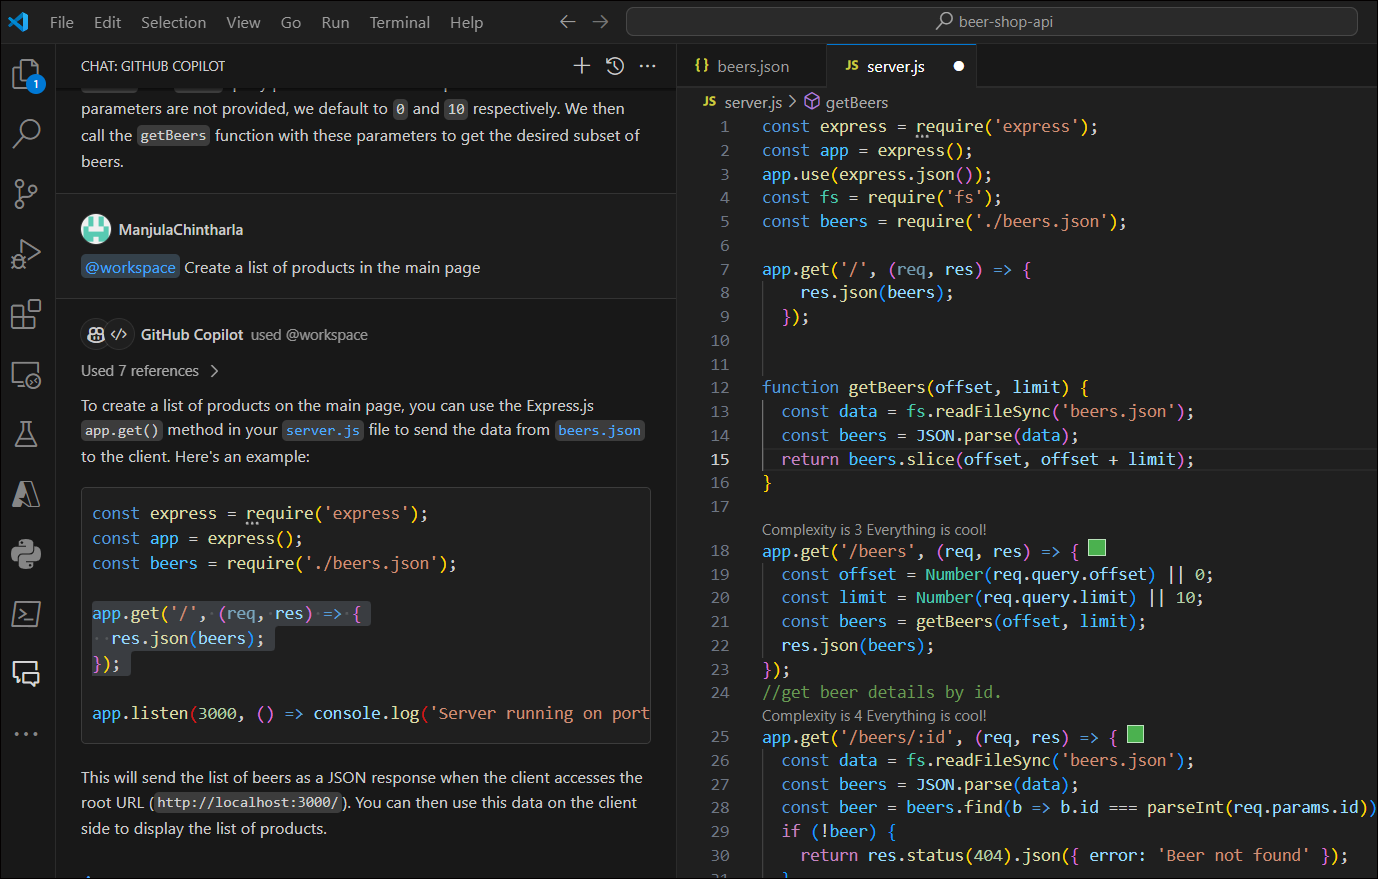 File Edit Selection View Go Run Terminal Help
beer-shop-api
1
CHAT: GITHUB COPILOT
parameters are not provided, we default to 0 and 10 respectively. We then
call the getBeers function with these parameters to get the desired subset of
beers.
ManjulaChintharla
@workspace Create a list of products in the main page
GitHub Copilot used @workspace
Used 7 references
To create a list of products on the main page, you can use the Express.js
app.get() method in your server.js file to send the data from beers.json
to the client. Here's an example:
const express = require('express');
const app = express();
const beers = require('./beers.json');
app.get('/', (req, res) => {
res.json(beers);
});
app.listen(3000, () => console.log('Server running on port
This will send the list of beers as a JSON response when the client accesses the
root URL (http://localhost:3000/). You can then use this data on the client
side to display the list of products.
{} beers.json
JS server.js
JS server.js > getBeers
1 const express = require('express');
2 const app = express();
3 app.use(express.json());
4 const fs = require('fs');
5 const beers = require('./beers.json');
6
7 app.get('/', (req, res) => {
8 res.json(beers);
9 });
10
11
12 function getBeers(offset, limit) {
13 const data = fs.readFileSync('beers.json');
14 const beers = JSON.parse(data);
15 return beers.slice(offset, offset + limit);
16 }
17
Complexity is 3 Everything is cool!
18 app.get('/beers', (req, res) => {
19 const offset = Number(req.query.offset) || 0;
20 const limit = Number(req.query.limit) || 10;
21 const beers = getBeers(offset, limit);
22 res.json(beers);
23 });
24 //get beer details by id.
Complexity is 4 Everything is cool!
25 app.get('/beers/:id', (req, res) => {
26 const data = fs.readFileSync('beers.json');
27 const beers = JSON.parse(data);
28 const beer = beers.find(b => b.id === parseInt(req.params.id))
29 if (!beer) {
30 return res.status(404).json({ error: 'Beer not found' });